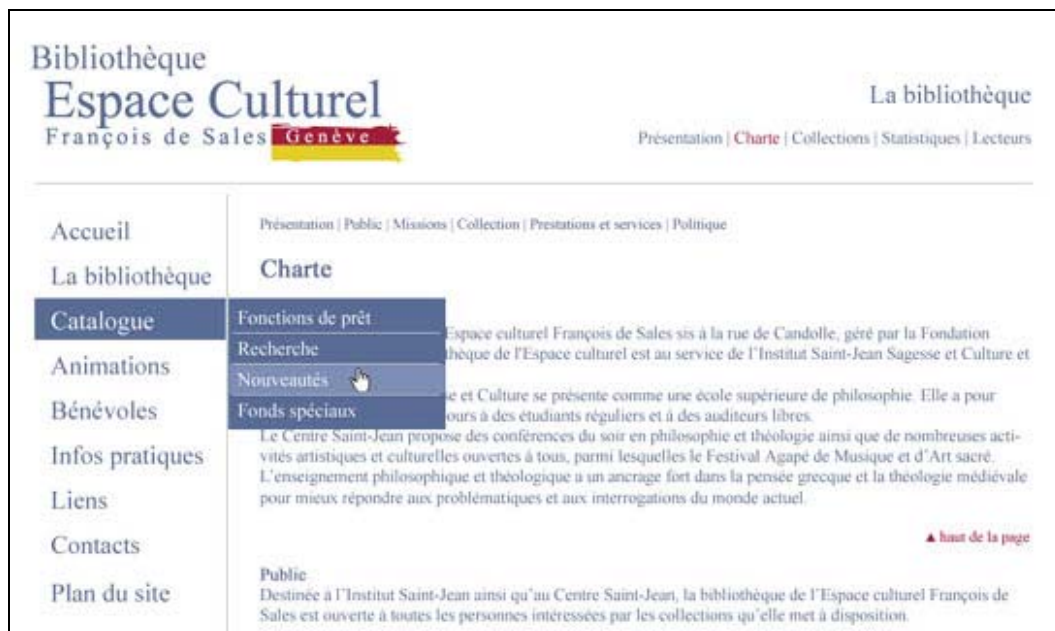 Bibliothèque
Espace Culturel
François de Sales Genève
La bibliothèque
Présentation | Charte | Collections | Statistiques | Lecteurs
Accueil
La bibliothèque
Catalogue
Animations
Bénévoles
Infos pratiques
Liens
Contacts
Plan du site
Fonctions de prêt
Recherche
Nouveautés
Fonds spéciaux
Présentation | Public | Missions | Collection | Prestations et services | Politique
Charte
Espace culturel François de Sales sis à la rue de Candolle, géré par la Fondation
thèque de l'Espace culturel est au service de l'Institut Saint-Jean Sagesse et Culture et
se et Culture se présente comme une école supérieure de philosophie. Elle a pour
ours à des étudiants réguliers et à des auditeurs libres.
Le Centre Saint-Jean propose des conférences du soir en philosophie et théologie ainsi que de nombreuses acti-
vités artistiques et culturelles ouvertes à tous, parmi lesquelles le Festival Agapé de Musique et d'Art sacré.
L'enseignement philosophique et théologique a un ancrage fort dans la pensée grecque et la théologie médiévale
pour mieux répondre aux problématiques et aux interrogations du monde actuel.
▲ haut de la page
Public
Destinée à l'Institut Saint-Jean ainsi qu'au Centre Saint-Jean, la bibliothèque de l'Espace culturel François de
Sales est ouverte à toutes les personnes intéressées par les collections qu'elle met à disposition.